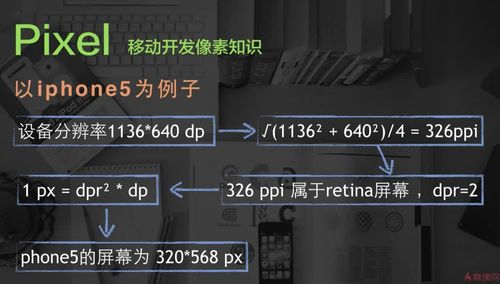 Pixel 移动开发像素知识
以iphone5为例子
设备分辨率1136*640 dp
√(1136² + 640²)/4 = 326ppi
1 px = dpr² * dp
326 ppi 属于retina屏幕 ，dpr=2
phone5的屏幕为 320*568 px
慕课网